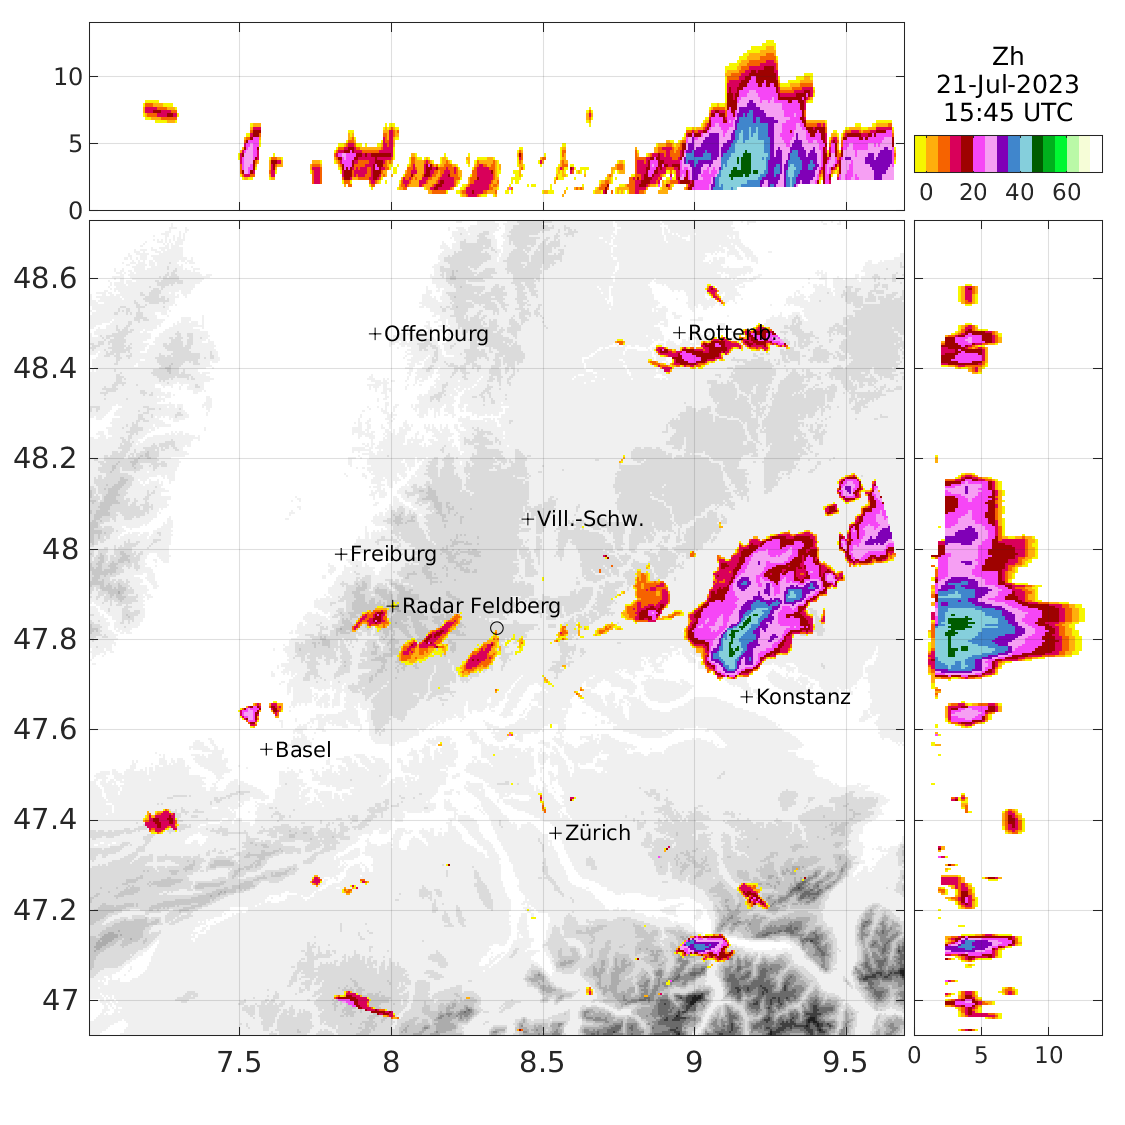 10
5
0
Zh
21-Jul-2023
15:45 UTC
0 20 40 60
48.6
48.4
48.2
48
47.8
47.6
47.4
47.2
47
+Offenburg
+Rottenb.
+Vill.-Schw.
+Freiburg
+Radar Feldberg
+Konstanz
+Basel
+Zürich
7.5 8 8.5 9 9.5
0 5 10